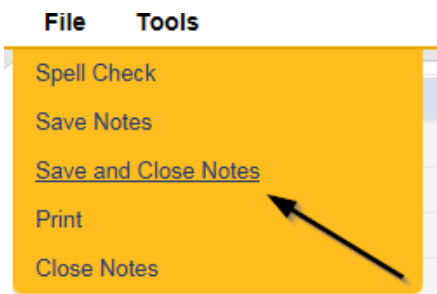 File Tools
Spell Check
Save Notes
Save and Close Notes
Print
Close Notes